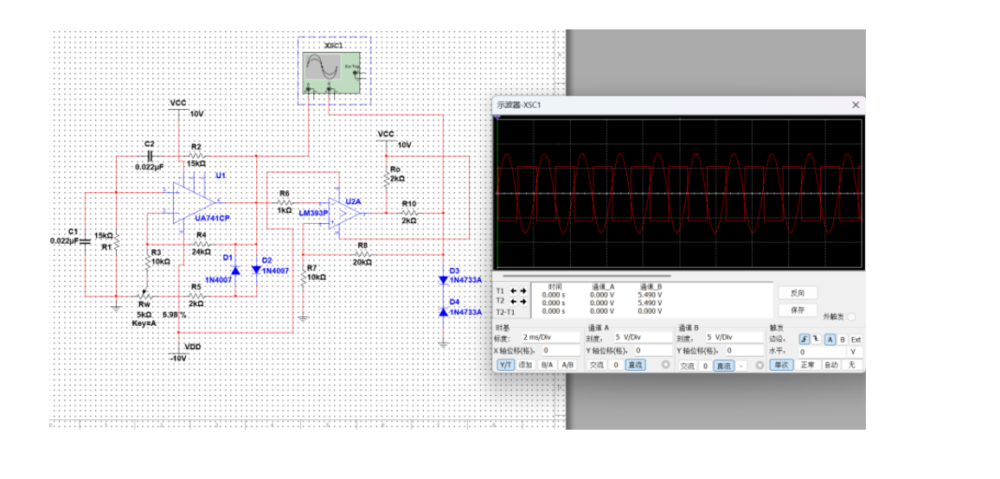 XSC1
Ext Trig
A
B
VCC
10V
C2
0.022µF
R2
15kΩ
U1
UA741CP
C1
0.022µF
15kΩ
R1
R3
10kΩ
R4
24kΩ
D1
1N4007
D2
1N4007
R5
2kΩ
Rw
5kΩ
6.98 %
Key=A
VDD
-10V
R6
1kΩ
LM393P
U2A
VCC
10V
Ro
2kΩ
R10
2kΩ
R8
20kΩ
R7
10kΩ
D3
1N4733A
D4
1N4733A
示波器-XSC1
时间 通道_A 通道_B
T1 0.000 s 0.000 V 5.490 V
T2 0.000 s 0.000 V 5.490 V
T2-T1 0.000 s 0.000 V 0.000 V
反向
保存
外触发
时基
标度: 2 ms/Div
X 轴位移(格): 0
Y/T 添加 B/A A/B
通道 A
刻度: 5 V/Div
Y 轴位移(格): 0
交流 0 直流
通道 B
刻度: 5 V/Div
Y 轴位移(格): 0
交流 0 直流 -
触发
边沿: A B Ext
水平: 0 V
单次 正常 自动 无